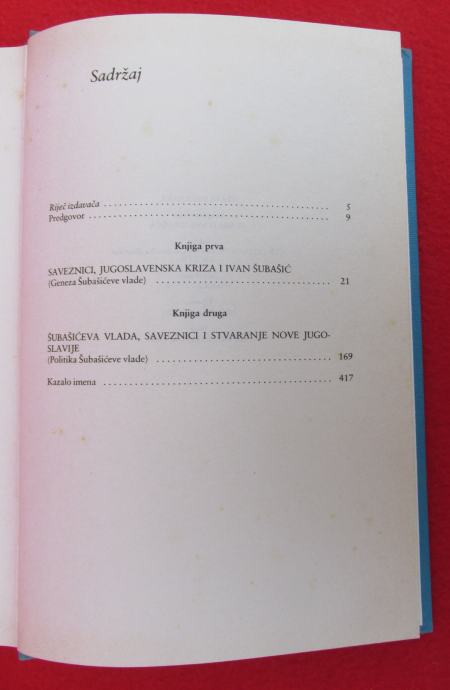 Sadržaj
Riječ izdavača 5
Predgovor 9
Knjiga prva
SAVEZNICI, JUGOSLAVENSKA KRIZA I IVAN ŠUBAŠIĆ
(Geneza Šubašićeve vlade) 21
Knjiga druga
ŠUBAŠIĆEVA VLADA, SAVEZNICI I STVARANJE NOVE JUGO-
SLAVIJE
(Politika Šubašićeve vlade) 169
Kazalo imena 417